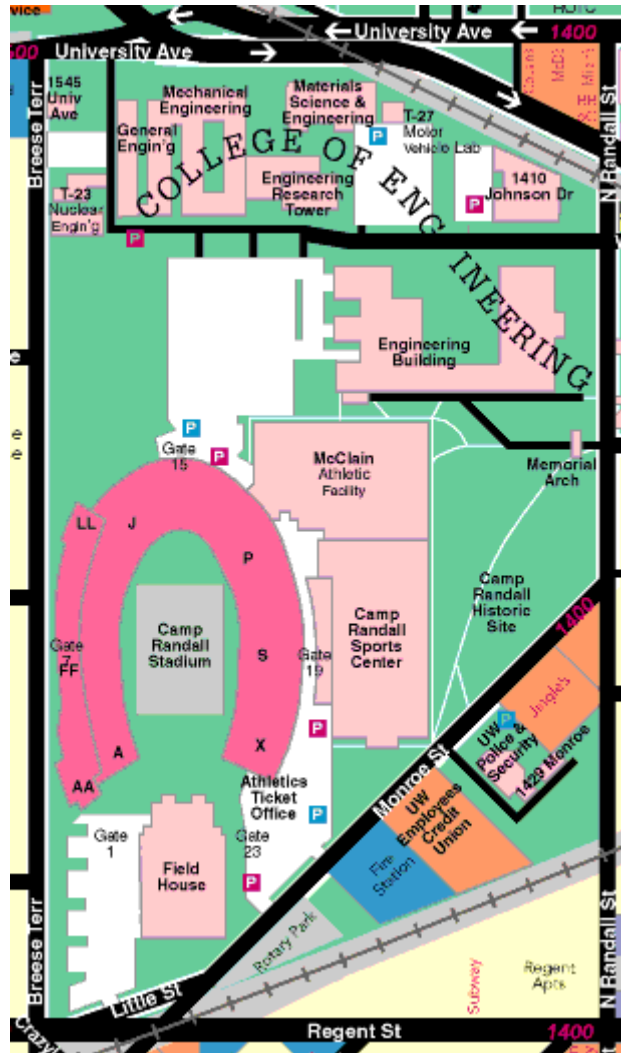 vice
ROTC
University Ave
1400
University Ave
Breese Terr
1545
Univ
Ave
Mechanical
Engineering
Materials
Science &
Engineering
General
Engin'g
T-27
Motor
Vehicle Lab
P
COLLEGE OF ENGINEERING
Engineering
Research
Tower
1410
Johnson Dr
N Randall St
T-23
Nuclear
Engin'g
P
P
Engineering
Building
P
Gate
15
P
McClain
Athletic
Facility
Memorial
Arch
LL
J
P
Camp
Randall
Historic
Site
1400
Camp
Randall
Stadium
Gate
7
FF
S
Gate
19
Camp
Randall
Sports
Center
Jingle's
P
UW
Police &
Security
1429 Monroe
A
X
P
AA
Athletics
Ticket
Office
P
Monroe St
UW
Employees
Credit
Union
Fire
Station
Gate
1
Gate
23
Field
House
P
Rotary Park
Breese Terr
Little St
Subway
Regent
Apts
N Randall St
Crazy
Regent St
1400